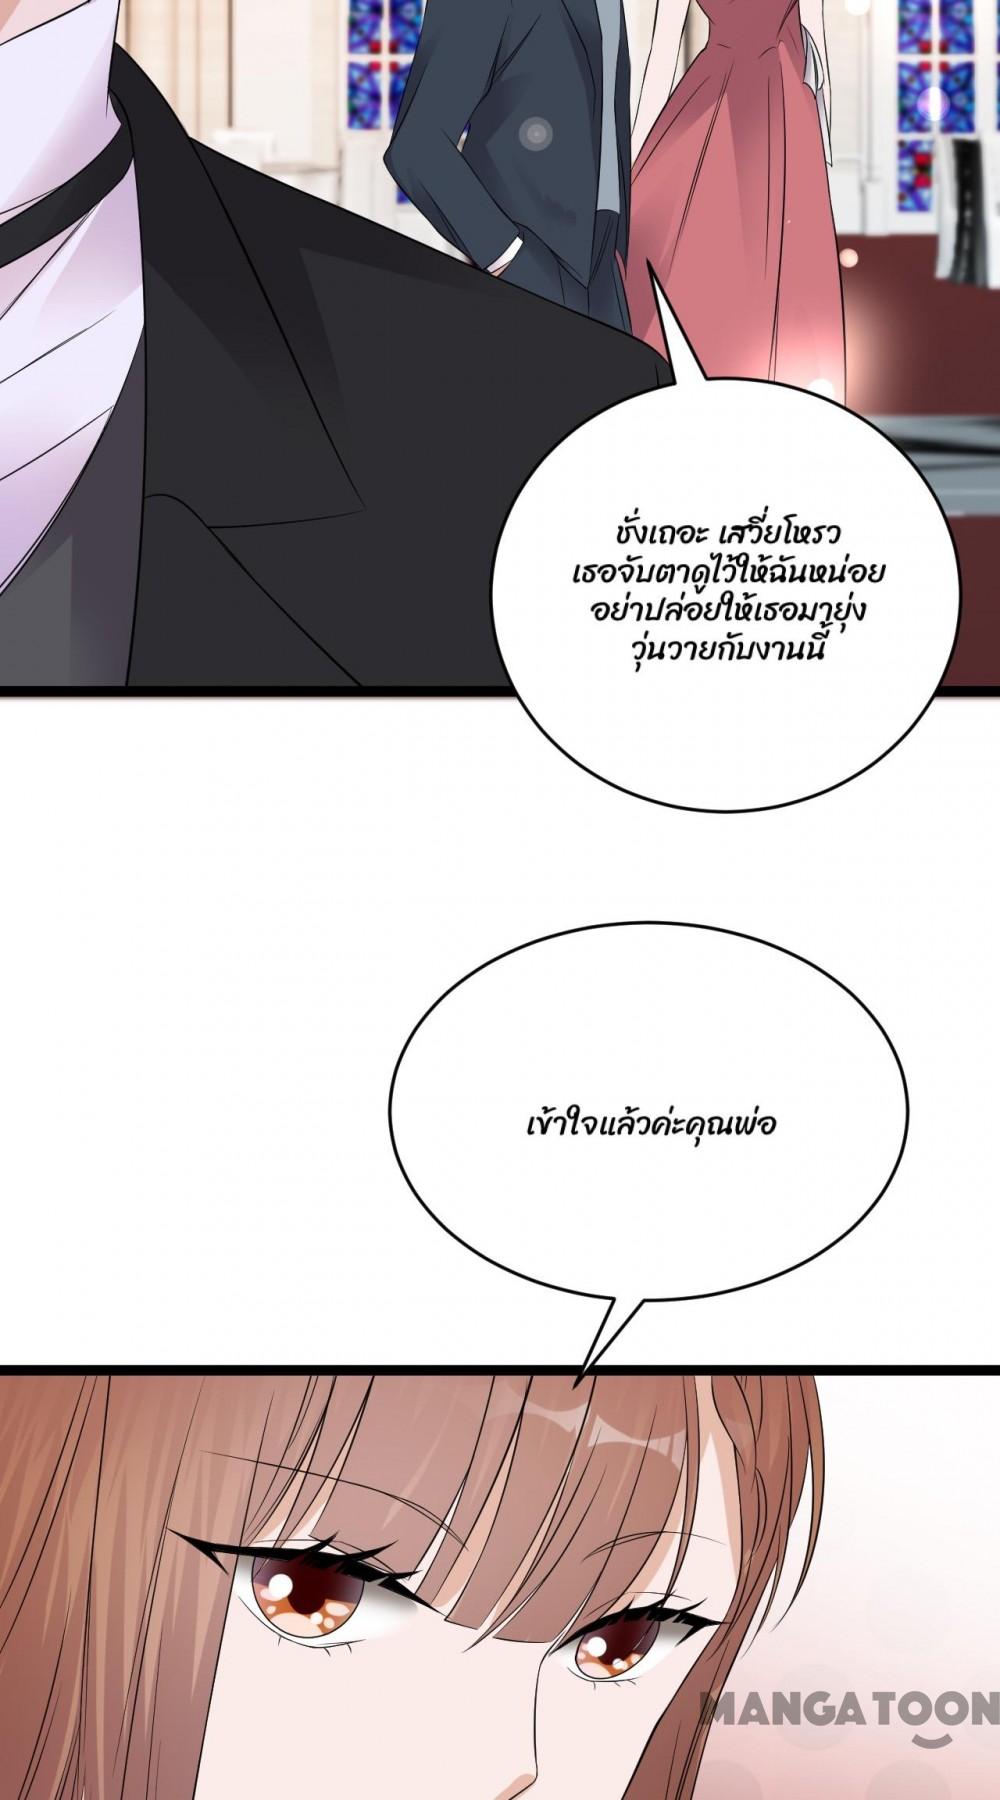 ชั่งเถอะ เสวี่ยโหรว
เธอจับตาดูไว้ให้ฉันหน่อย
อย่าปล่อยให้เธอมายุ่ง
วุ่นวายกับงานนี้
เข้าใจแล้วค่ะคุณพ่อ
MANGATOON